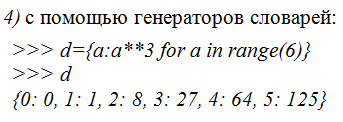 4) с помощью генераторов словарей:
>>> d={a:a**3 for a in range(6)}
>>> d
{0: 0, 1: 1, 2: 8, 3: 27, 4: 64, 5: 125}